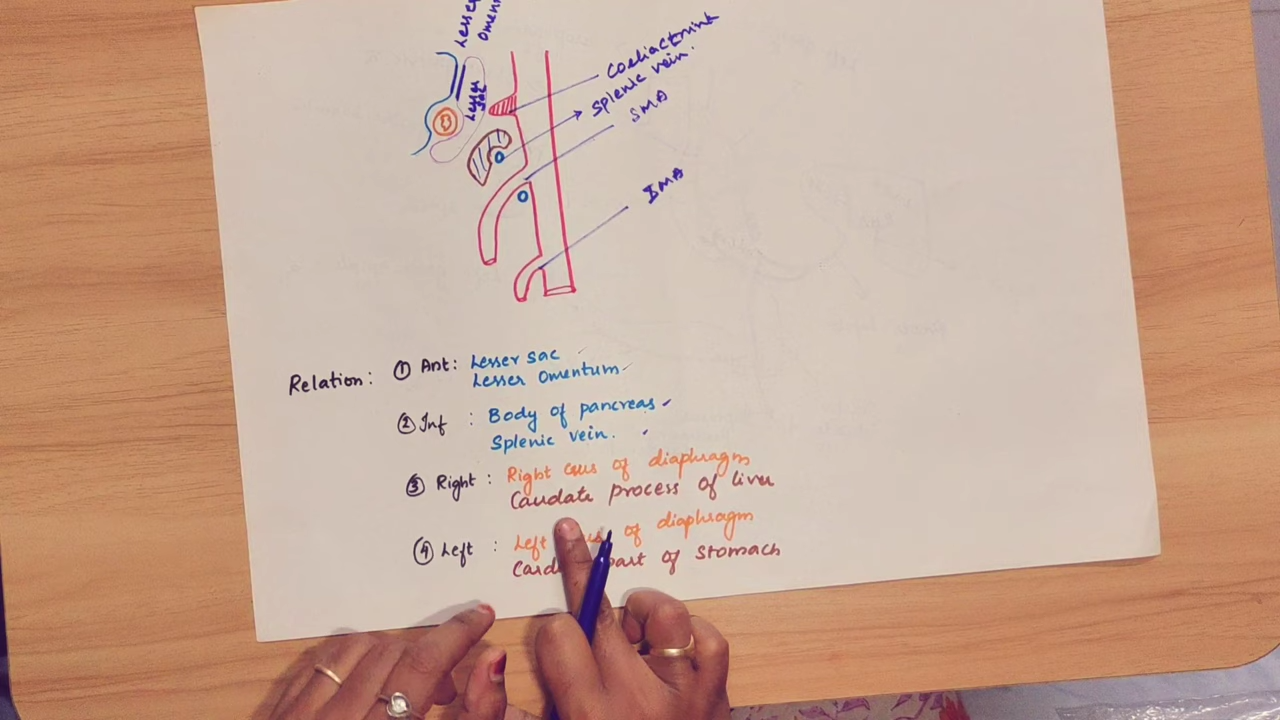 Lesser
Omen
Lesser
sac
Coeliac trunk
Splenic vein.
SMA
IMA
Relation: ① Ant: Lesser sac
Lesser Omentum
② Inf : Body of pancreas
Splenic vein.
③ Right : Right crus of diaphragm
Caudate process of liver
④ Left : Left of diaphragm
part of stomach